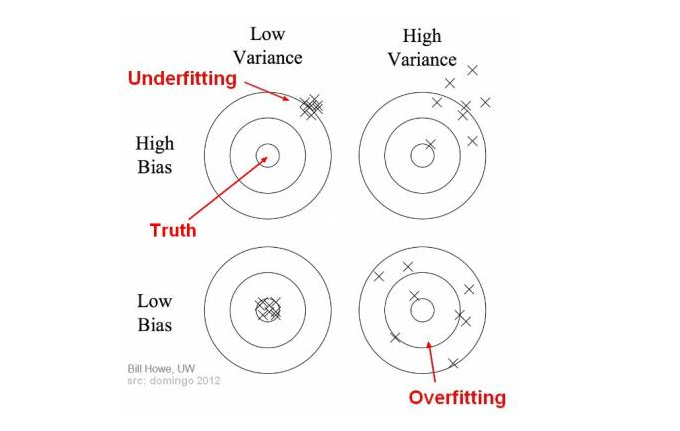 Low
Variance
High
Variance
Underfitting
High
Bias
Truth
Low
Bias
Bill Howe, UW
src: domingo 2012
Overfitting